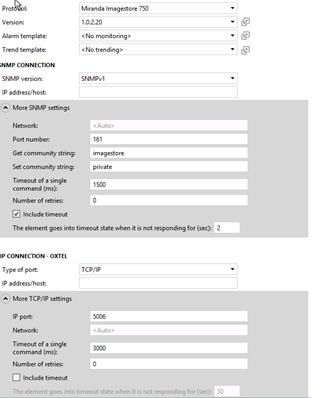 Protocol: Miranda Imagestore 750
Version: 1.0.2.20
Alarm template: <No monitoring>
Trend template: <No trending>
SNMP CONNECTION
SNMP version: SNMPv1
IP address/host:
More SNMP settings
Network: <Auto>
Port number: 161
Get community string: imagestore
Set community string: private
Timeout of a single
command (ms): 1500
Number of retries: 0
Include timeout
The element goes into timeout state when it is not responding for (sec): 2
IP CONNECTION - OXTEL
Type of port: TCP/IP
IP address/host:
More TCP/IP settings
IP port: 5006
Network: <Auto>
Timeout of a single
command (ms): 3000
Number of retries: 0
Include timeout
The element goes into timeout state when it is not responding for (sec): 30